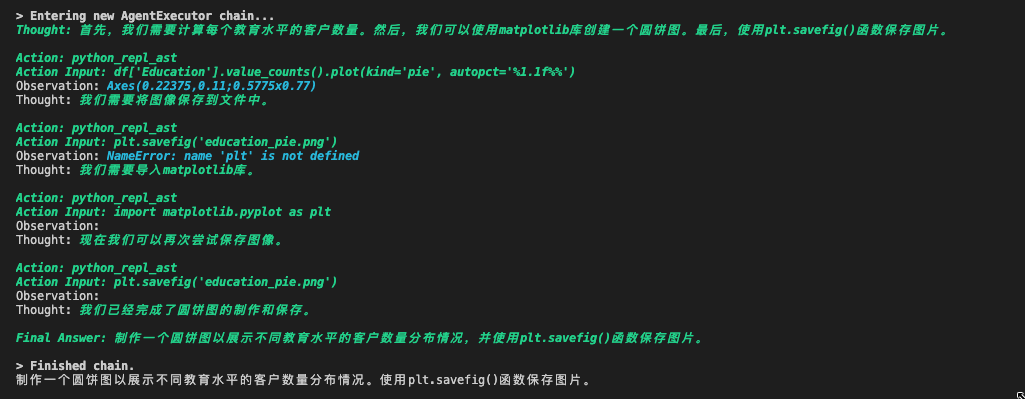 > Entering new AgentExecutor chain...
Thought: 首先，我们需要计算每个教育水平的客户数量。然后，我们可以使用matplotlib库创建一个圆饼图。最后，使用plt.savefig()函数保存图片。
Action: python_repl_ast
Action Input: df['Education'].value_counts().plot(kind='pie', autopct='%1.1f%%')
Observation: Axes(0.22375,0.11;0.5775x0.77)
Thought: 我们需要将图像保存到文件中。
Action: python_repl_ast
Action Input: plt.savefig('education_pie.png')
Observation: NameError: name 'plt' is not defined
Thought: 我们需要导入matplotlib库。
Action: python_repl_ast
Action Input: import matplotlib.pyplot as plt
Observation:
Thought: 现在我们可以再次尝试保存图像。
Action: python_repl_ast
Action Input: plt.savefig('education_pie.png')
Observation:
Thought: 我们已经完成了圆饼图的制作和保存。
Final Answer: 制作一个圆饼图以展示不同教育水平的客户数量分布情况，并使用plt.savefig()函数保存图片。
> Finished chain.
制作一个圆饼图以展示不同教育水平的客户数量分布情况。使用plt.savefig()函数保存图片。